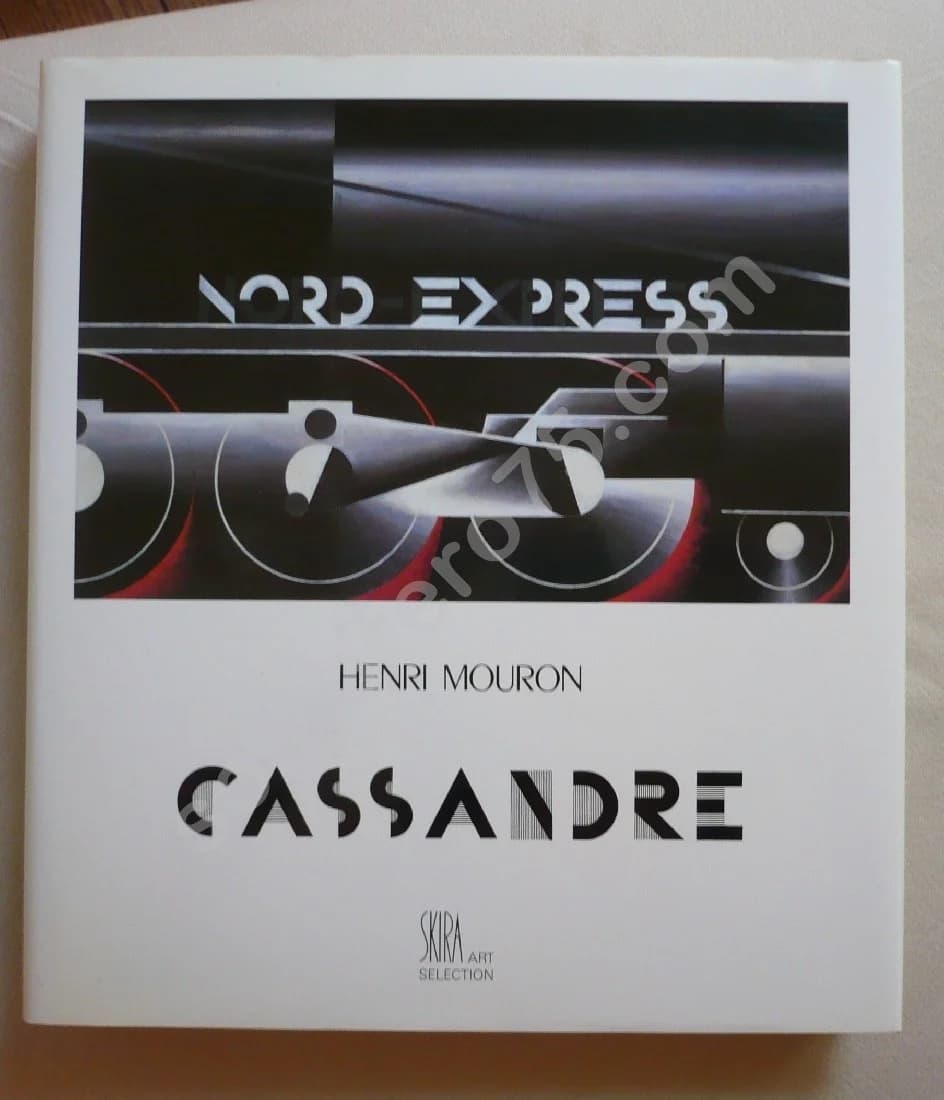 NORD EXPRESS
HENRI MOURON
CASSANDRE
SKIRA ART
SELECTION